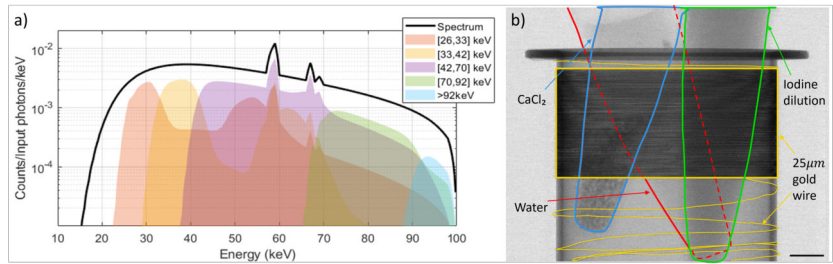 a)
Counts/Input photons/keV
10⁻²
10⁻³
10⁻⁴
10 20 30 40 50 60 70 80 90 100
Energy (keV)
Spectrum
[26,33] keV
[33,42] keV
[42,70] keV
[70,92] keV
>92keV
b)
CaCl₂
Water
Iodine
dilution
25μm
gold
wire